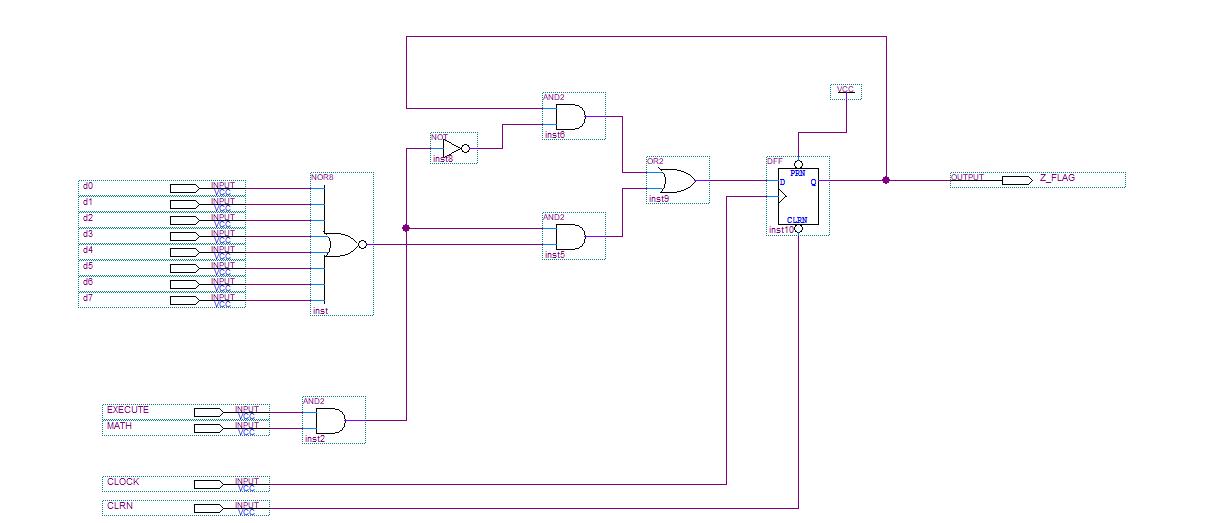 VCC
AND2
inst6
NOT
inst8
OR2
inst9
DFF
PRN
D
Q
CLRN
inst10
OUTPUT
Z_FLAG
NOR8
inst
d0
INPUT
VCC
d1
INPUT
VCC
d2
INPUT
VCC
d3
INPUT
VCC
d4
INPUT
VCC
d5
INPUT
VCC
d6
INPUT
VCC
d7
INPUT
VCC
AND2
inst5
EXECUTE
INPUT
VCC
MATH
INPUT
VCC
AND2
inst2
CLOCK
INPUT
VCC
CLRN
INPUT
VCC